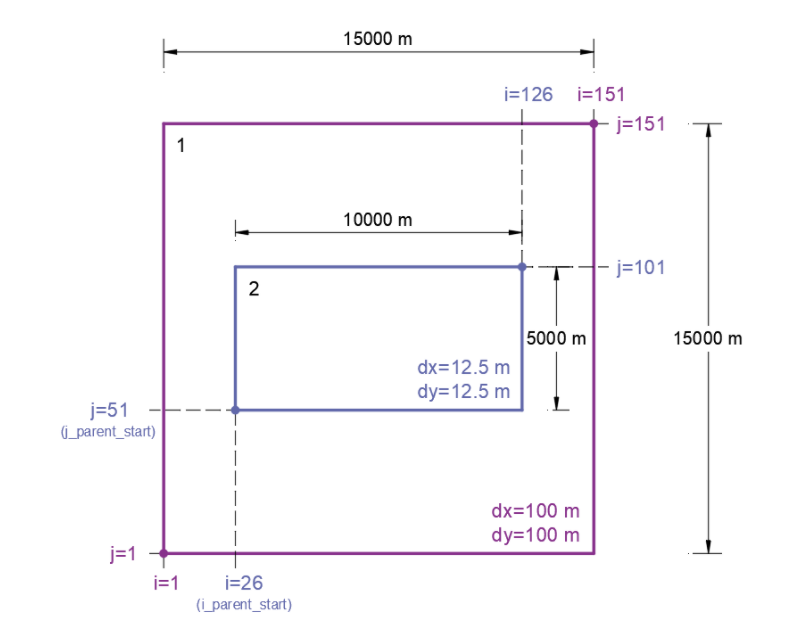 15000 m
i=126
i=151
j=151
1
10000 m
j=101
2
5000 m
15000 m
dx=12.5 m
dy=12.5 m
j=51
(j_parent_start)
dx=100 m
dy=100 m
j=1
i=1
i=26
(i_parent_start)